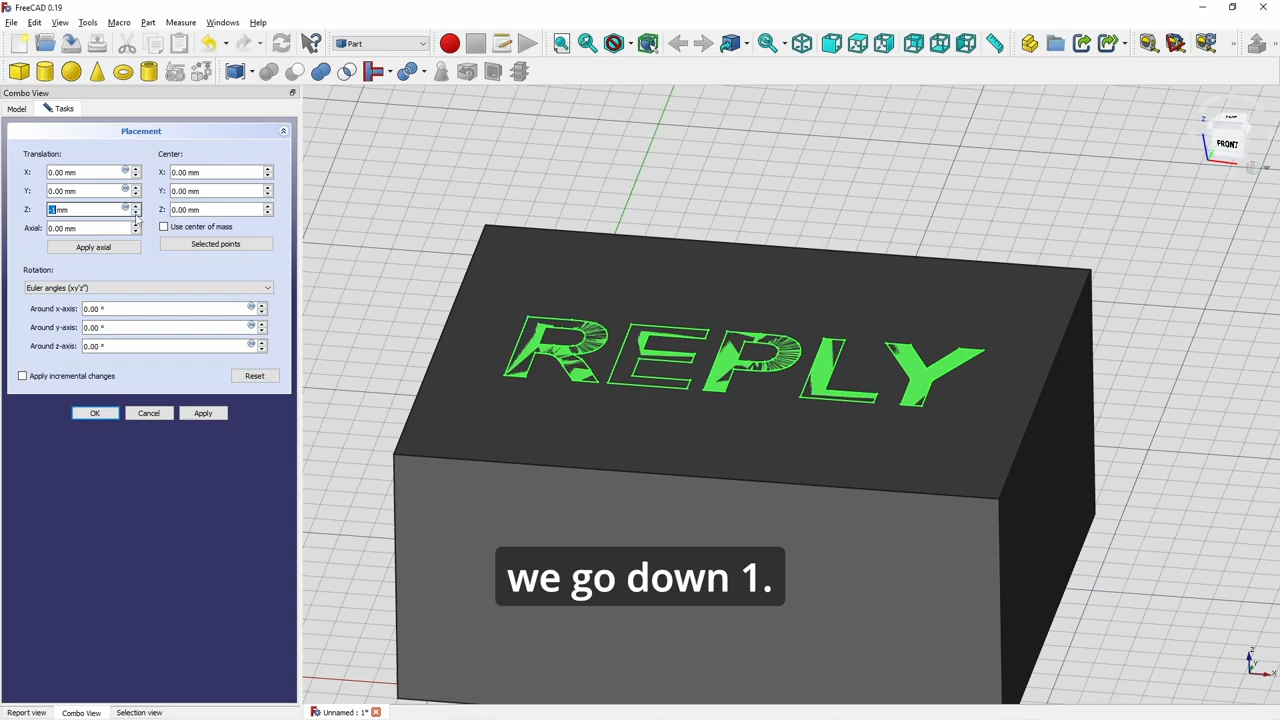 FreeCAD 0.19
File Edit View Tools Macro Part Measure Windows Help
Part
Combo View
Model Tasks
Placement
Translation: Center:
X: 0.00 mm X: 0.00 mm
Y: 0.00 mm Y: 0.00 mm
Z: -1 mm Z: 0.00 mm
Axial: 0.00 mm Use center of mass
Apply axial Selected points
Rotation:
Euler angles (xy'z")
Around x-axis: 0.00 °
Around y-axis: 0.00 °
Around z-axis: 0.00 °
Apply incremental changes Reset
OK Cancel Apply
FRONT
REPLY
we go down 1.
Z
X
Y
Report view Combo View Selection view Unnamed : 1*